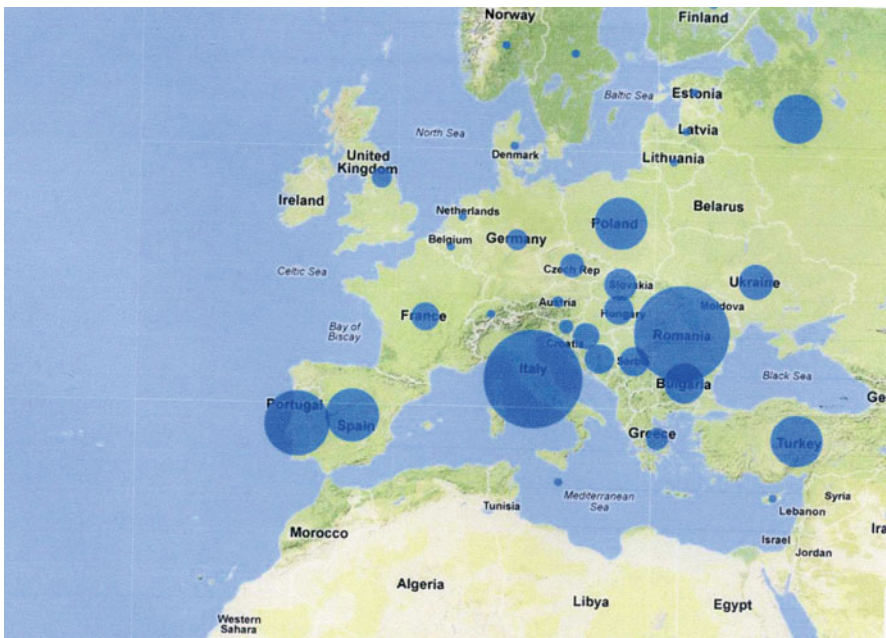 Norway
Finland
Baltic Sea
Estonia
North Sea
Latvia
Denmark
United
Kingdom
Lithuania
Ireland
Belarus
Netherlands
Poland
Belgium
Germany
Celtic Sea
Czech Rep
Slovakia
Ukraine
Austria
Moldova
France
Hungary
Bay of
Biscay
Romania
Croatia
Italy
Serbia
Black Sea
Bulgaria
Ge
Portugal
Spain
Greece
Turkey
Mediterranean
Sea
Syria
Tunisia
Lebanon
Morocco
Israel
Ira
Jordan
Algeria
Libya
Egypt
Western
Sahara